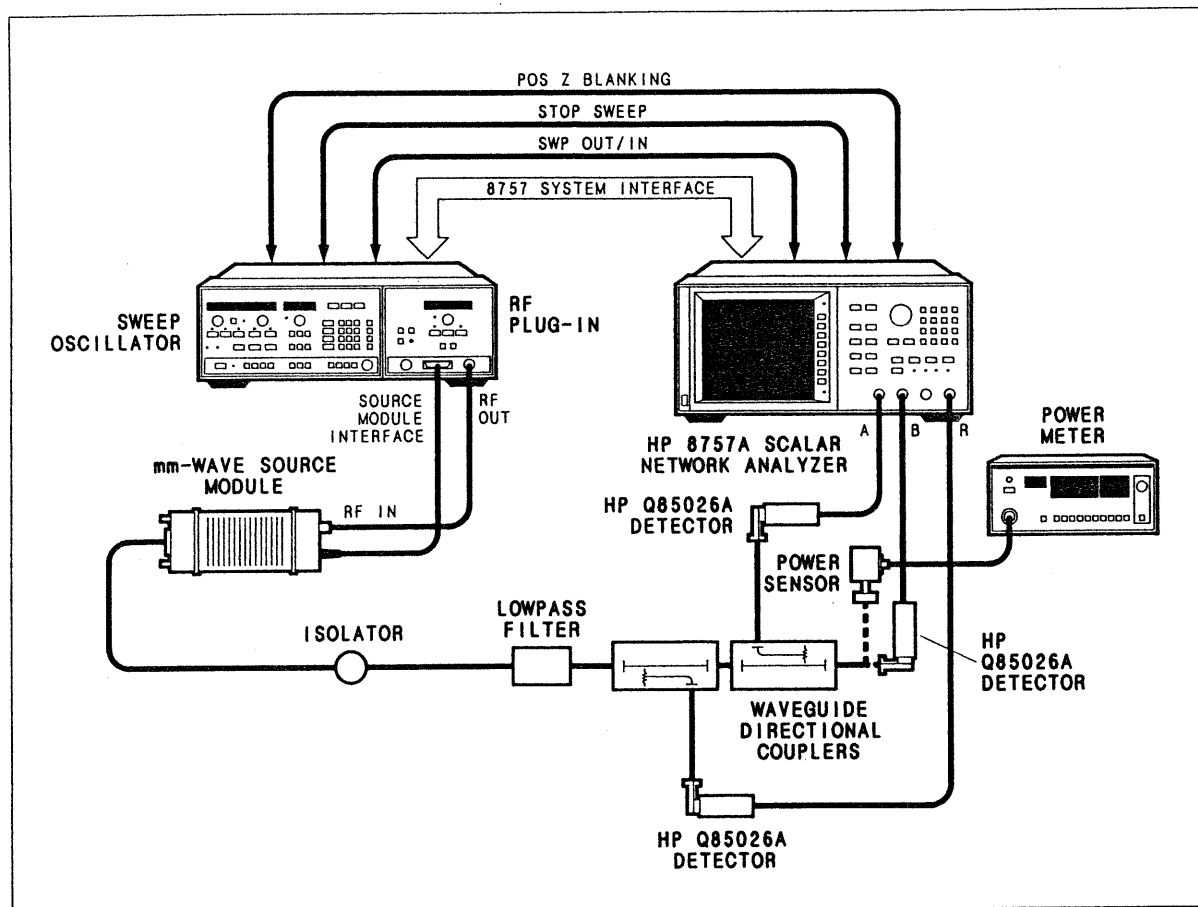 POS Z BLANKING
STOP SWEEP
SWP OUT/IN
8757 SYSTEM INTERFACE
SWEEP
OSCILLATOR
RF
PLUG-IN
SOURCE
MODULE
INTERFACE
RF
OUT
A
B
R
HP 8757A SCALAR
NETWORK ANALYZER
POWER
METER
mm-WAVE SOURCE
MODULE
RF IN
HP Q85026A
DETECTOR
POWER
SENSOR
ISOLATOR
LOWPASS
FILTER
HP
Q85026A
DETECTOR
WAVEGUIDE
DIRECTIONAL
COUPLERS
HP Q85026A
DETECTOR